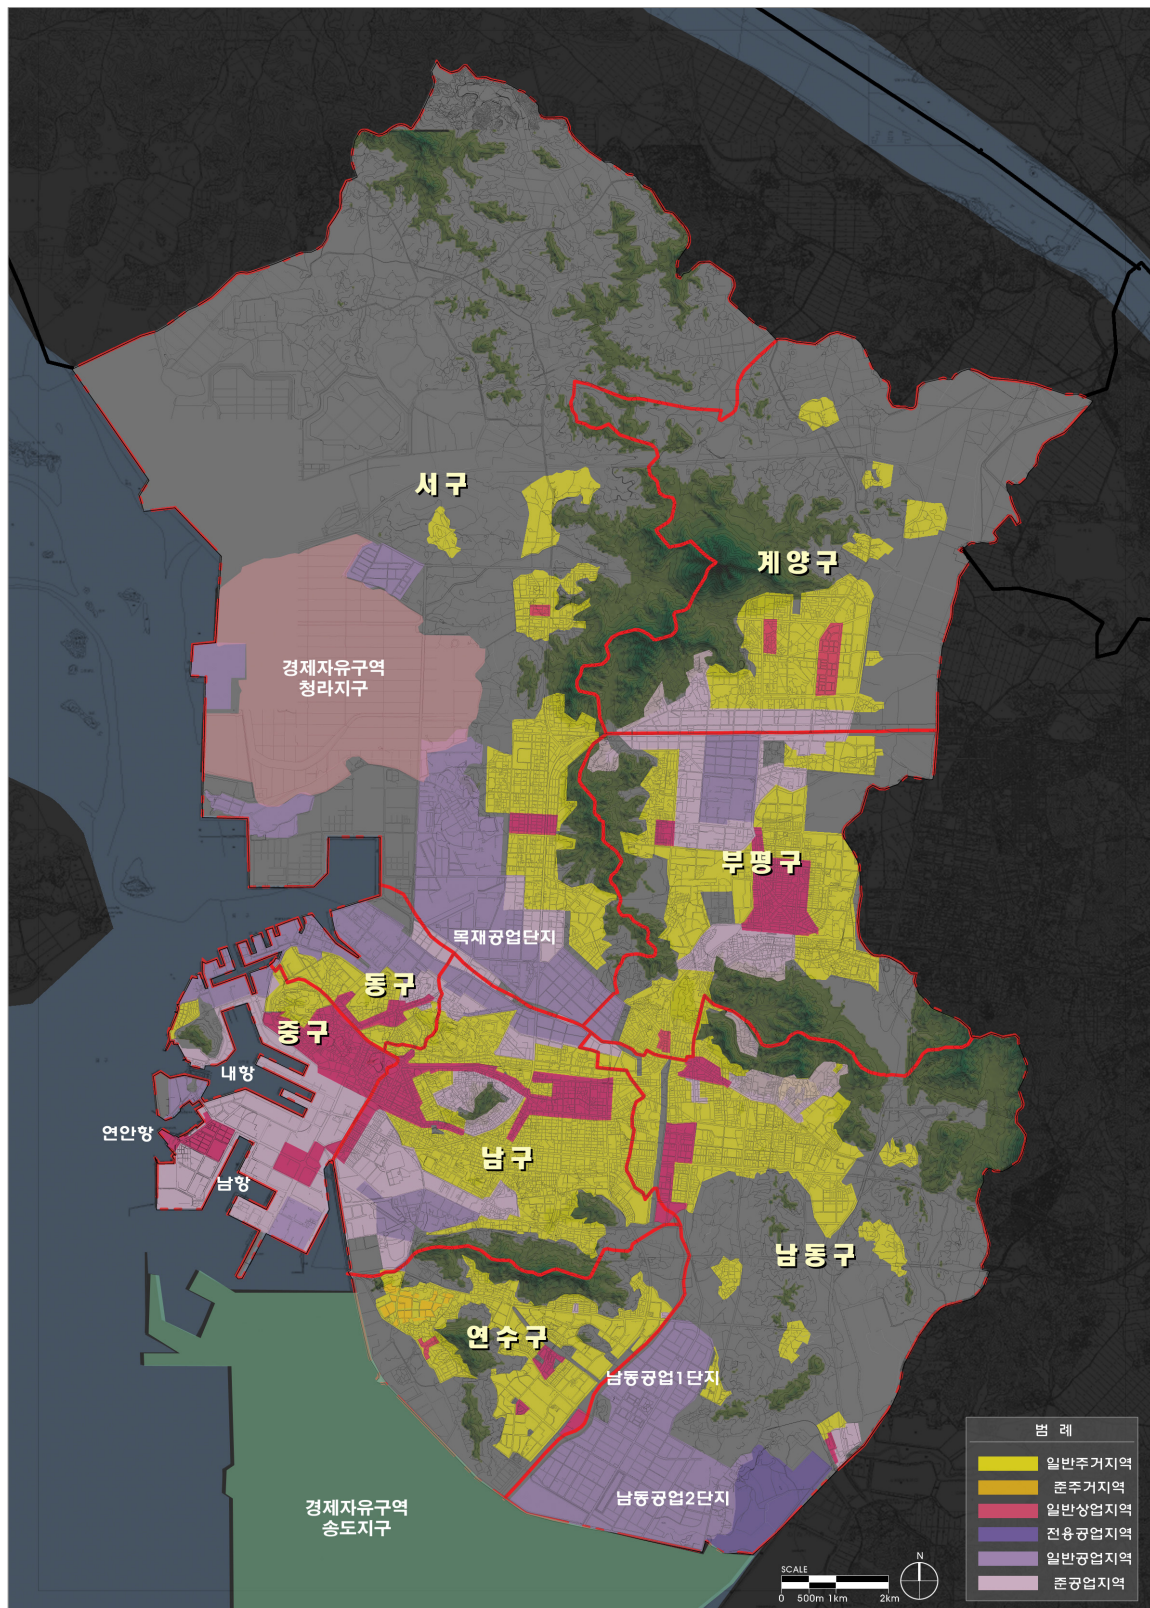 서구
계양구
경제자유구역
청라지구
부평구
목재공업단지
동구
중구
내항
연안항
남구
남항
남동구
연수구
남동공업1단지
남동공업2단지
경제자유구역
송도지구
범 례
일반주거지역
준주거지역
일반상업지역
전용공업지역
일반공업지역
준공업지역
SCALE
0 500m 1km 2km
N